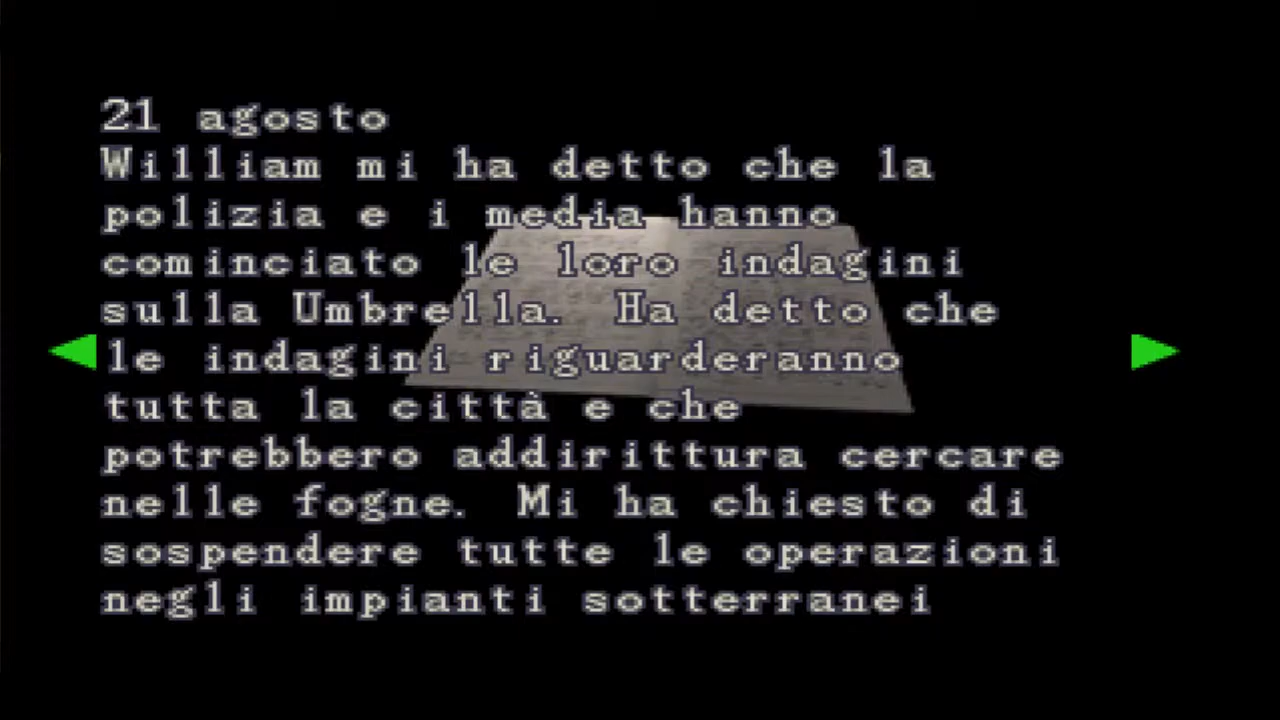 21 agosto
William mi ha detto che la
polizia e i media hanno
cominciato le loro indagini
sulla Umbrella. Ha detto che
le indagini riguarderanno
tutta la città e che
potrebbero addirittura cercare
nelle fogne. Mi ha chiesto di
sospendere tutte le operazioni
negli impianti sotterranei